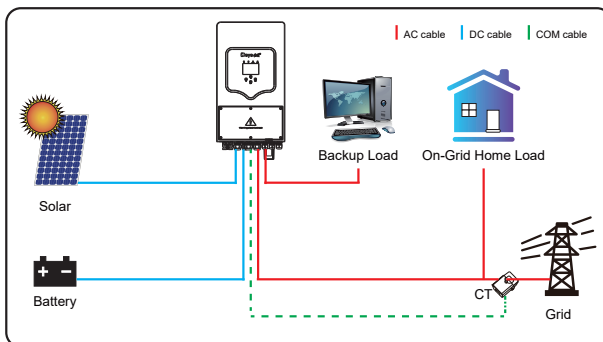 AC cable
DC cable
COM cable
Backup Load
On-Grid Home Load
Solar
Battery
CT
Grid